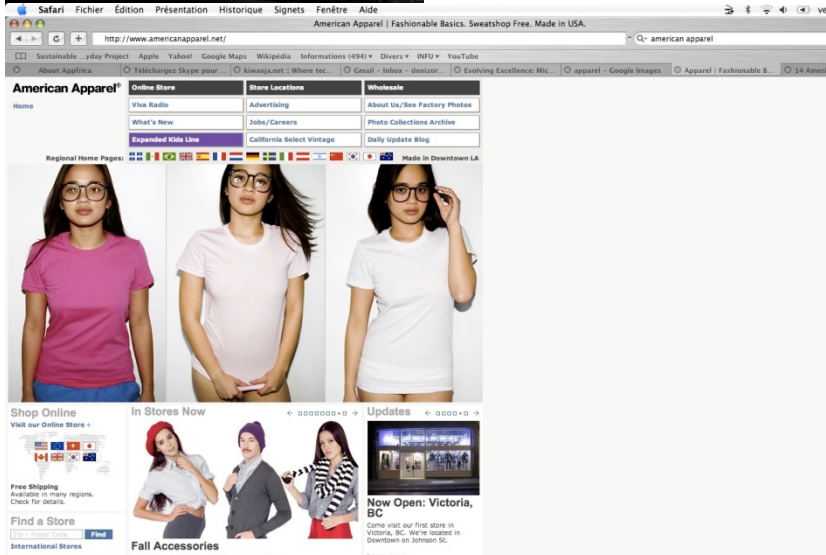 Safari Fichier Édition Présentation Historique Signets Fenêtre Aide
American Apparel | Fashionable Basics. Sweatshop Free. Made in USA.
http://www.americanapparel.net/
american apparel
Sustainable ...yday Project Apple Yahoo! Google Maps Wikipédia Informations (494) Divers INFU YouTube
About Appfrica Téléchargez Skype pour ... kiwanja.net :: Where tec... Gmail - Inbox - denizor... Evolving Excellence: Mic... apparel - Google Images Apparel | Fashionable B... 14 Ameri
American Apparel®
Home
Online Store Store Locations Wholesale
Viva Radio Advertising About Us/See Factory Photos
What's New Jobs/Careers Photo Collections Archive
Expanded Kids Line California Select Vintage Daily Update Blog
Regional Home Pages: Made in Downtown LA
Shop Online
Visit our Online Store
Free Shipping
Available in many regions.
Check for details.
Find a Store
Zip / Postal Code Find
International Stores
In Stores Now
Fall Accessories
Updates
Now Open: Victoria,
BC
Come visit our first store in
Victoria, BC. We're located in
Downtown on Johnson St.